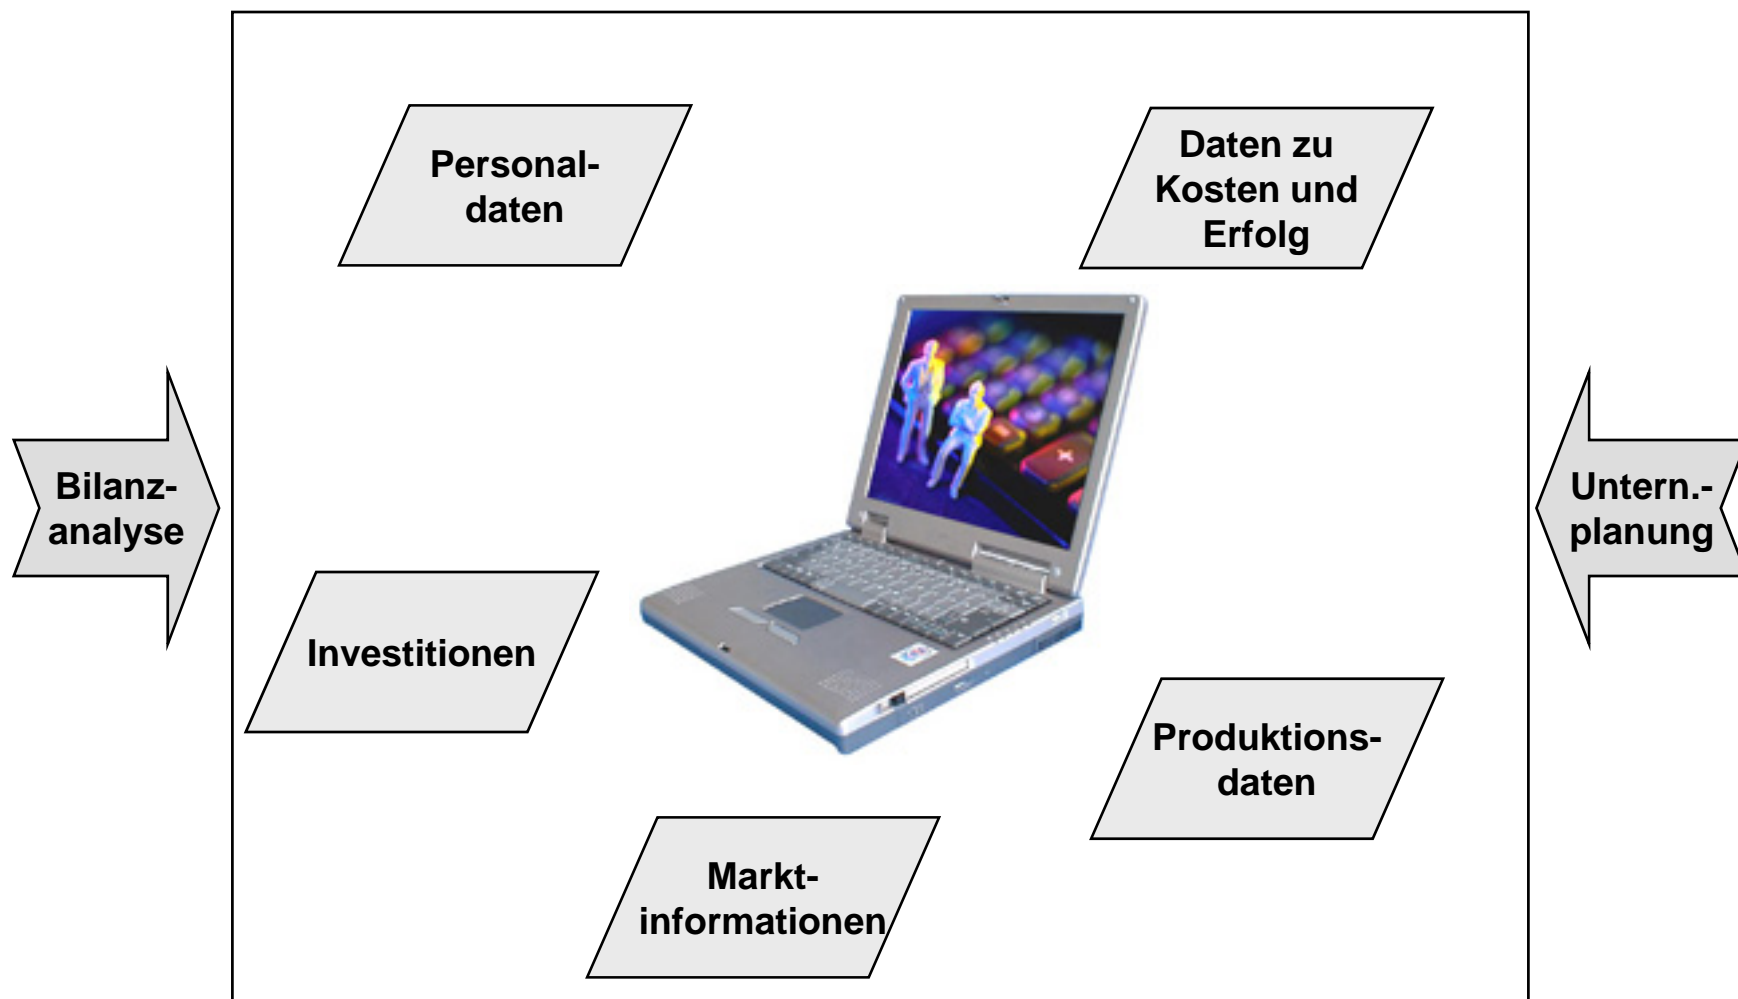 Personal-
daten
Daten zu
Kosten und
Erfolg
Bilanz-
analyse
Untern.-
planung
Investitionen
Produktions-
daten
Markt-
informationen